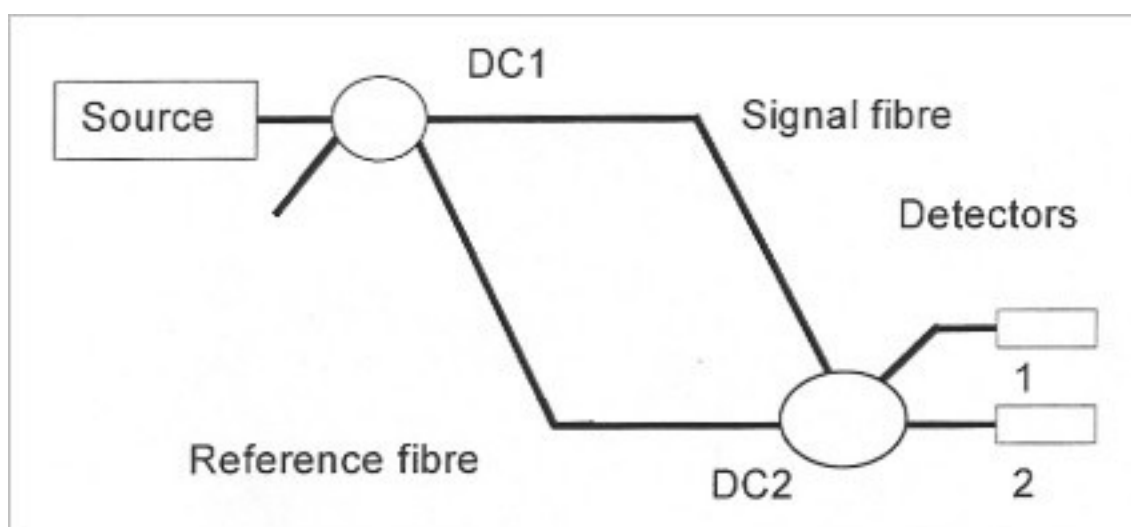 DC1
Source
Signal fibre
Detectors
1
Reference fibre
DC2
2